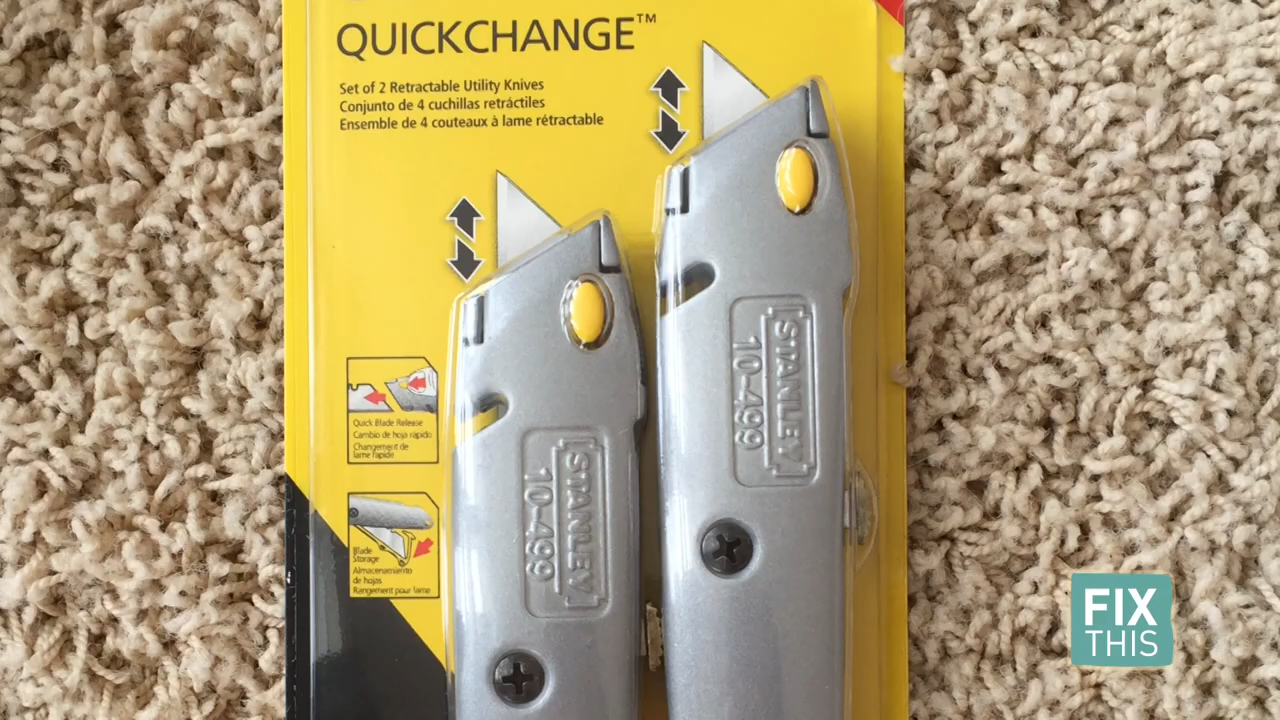 QUICKCHANGE™
Set of 2 Retractable Utility Knives
Conjunto de 4 cuchillas retráctiles
Ensemble de 4 couteaux à lame rétractable
Quick Blade Release
Cambio de hoja rápido
Changement de
lame rapide
Blade
Storage
Almacenamiento
de hojas
Rangement pour lame
STANLEY
10-499
STANLEY
10-499
FIX
THIS